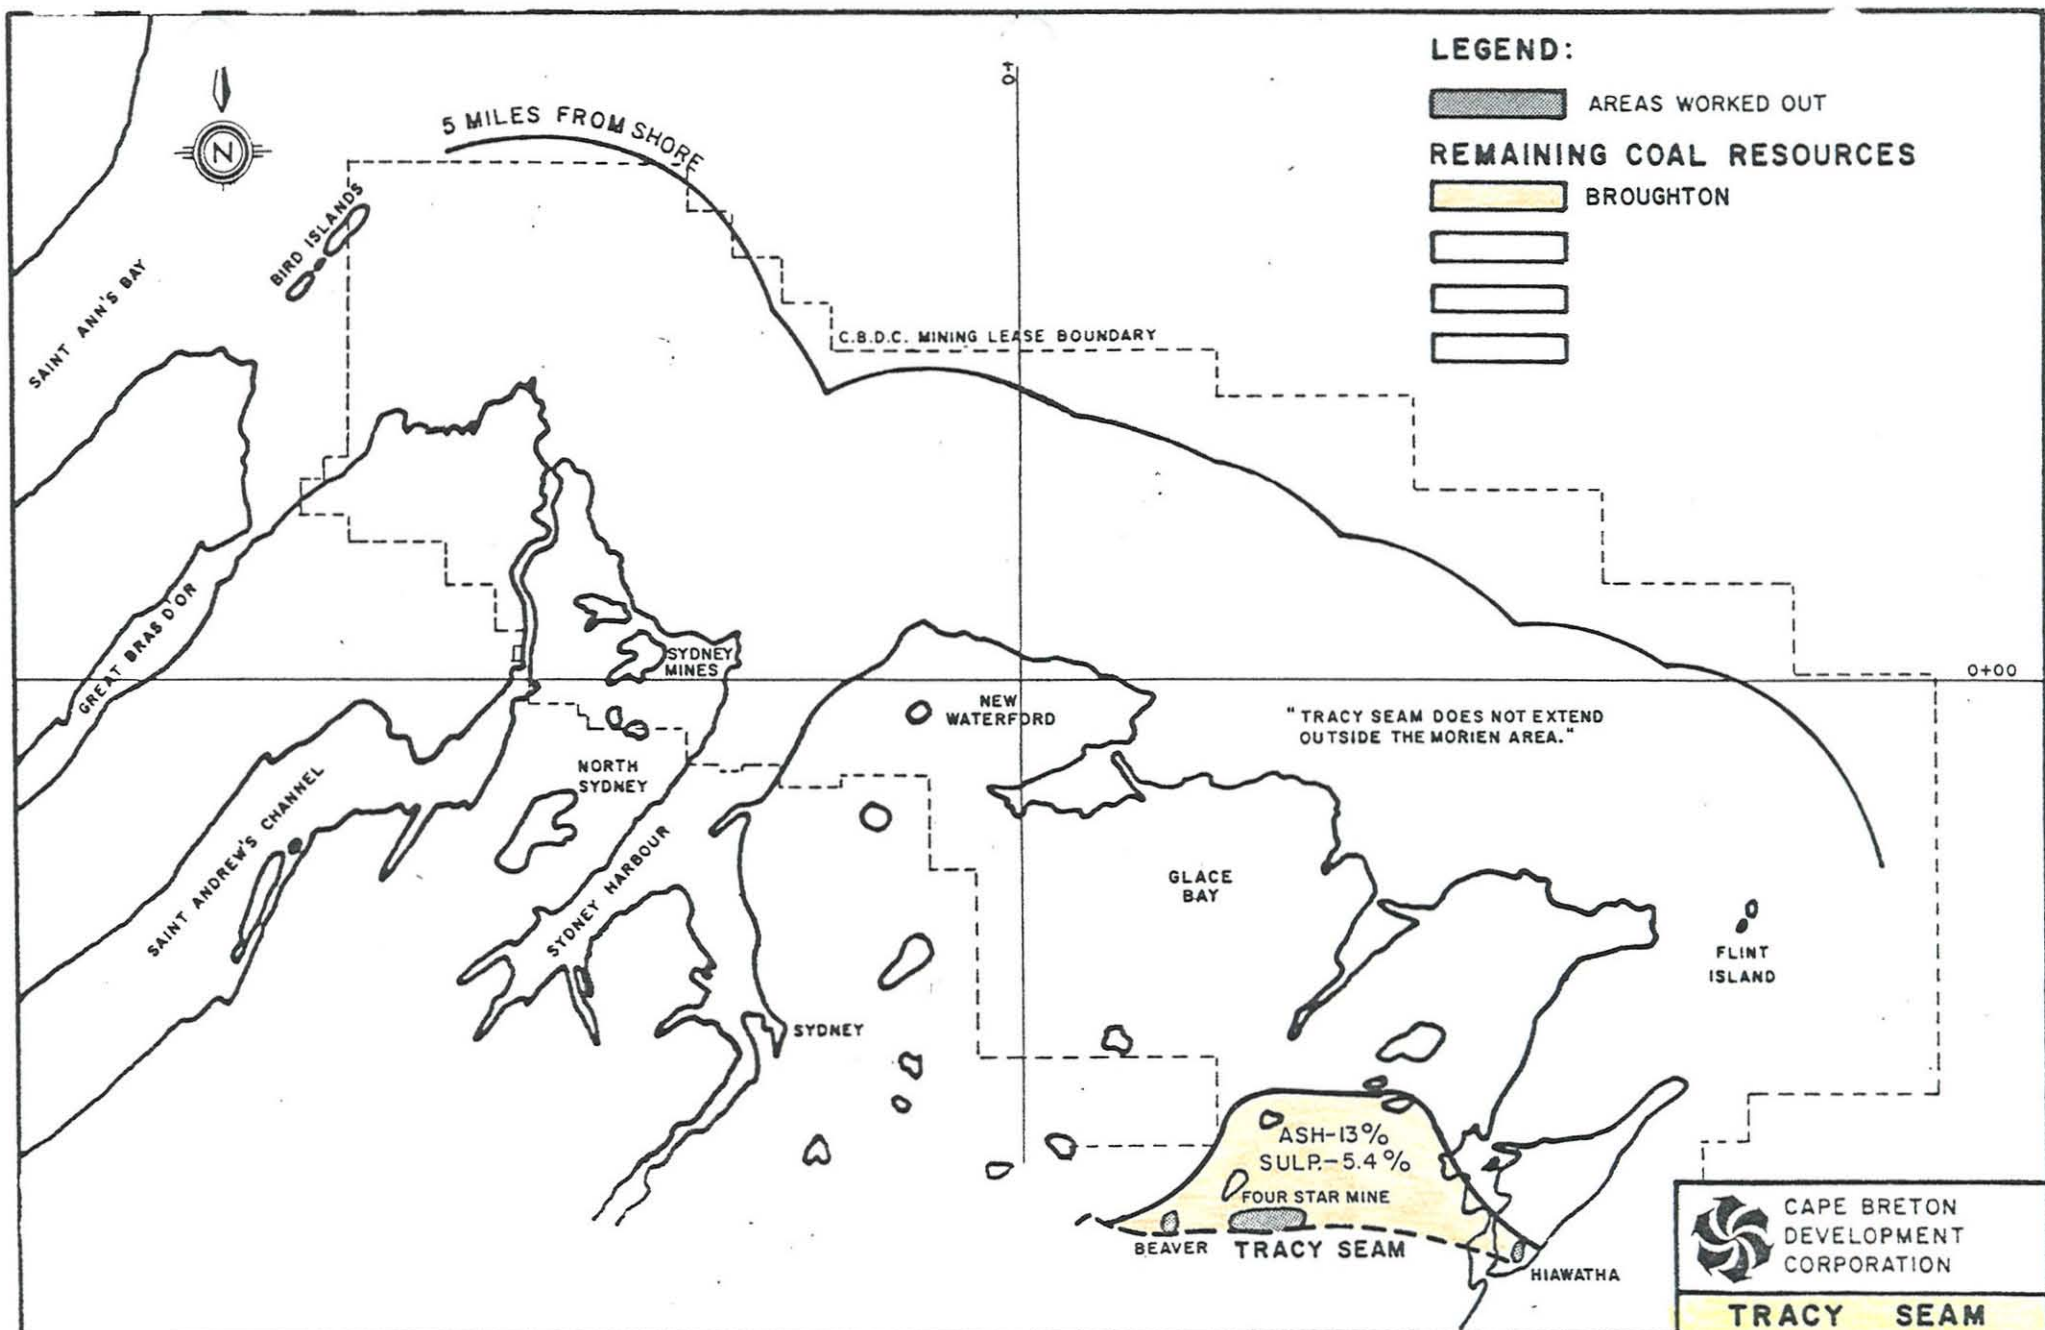 LEGEND:
AREAS WORKED OUT
REMAINING COAL RESOURCES
BROUGHTON
0+
N
5 MILES FROM SHORE
BIRD ISLANDS
SAINT ANN'S BAY
C.B.D.C. MINING LEASE BOUNDARY
GREAT BRAS D'OR
SYDNEY
MINES
0+00
NEW
WATERFORD
"TRACY SEAM DOES NOT EXTEND
OUTSIDE THE MORIEN AREA."
NORTH
SYDNEY
SAINT ANDREW'S CHANNEL
SYDNEY HARBOUR
GLACE
BAY
FLINT
ISLAND
SYDNEY
ASH-13%
SULP.-5.4%
FOUR STAR MINE
BEAVER
TRACY SEAM
HIAWATHA
CAPE BRETON
DEVELOPMENT
CORPORATION
TRACY SEAM